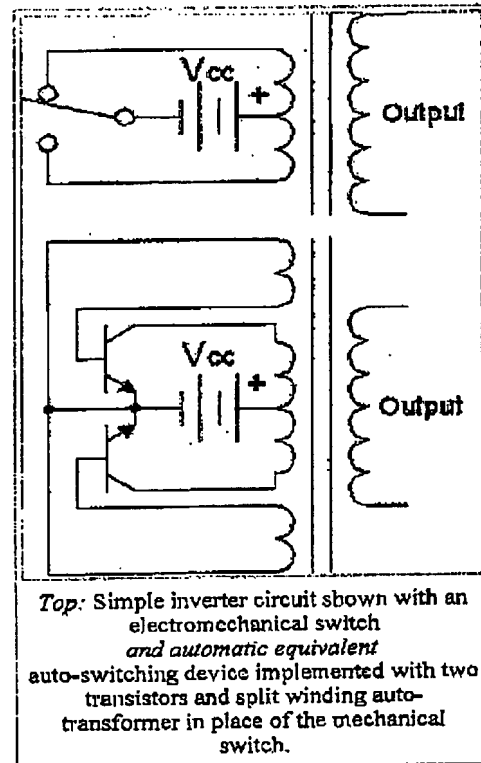 Vcc
+
Output
Vcc
+
Output
Top: Simple inverter circuit shown with an
electromechanical switch
and automatic equivalent
auto-switching device implemented with two
transistors and split winding auto-
transformer in place of the mechanical
switch.